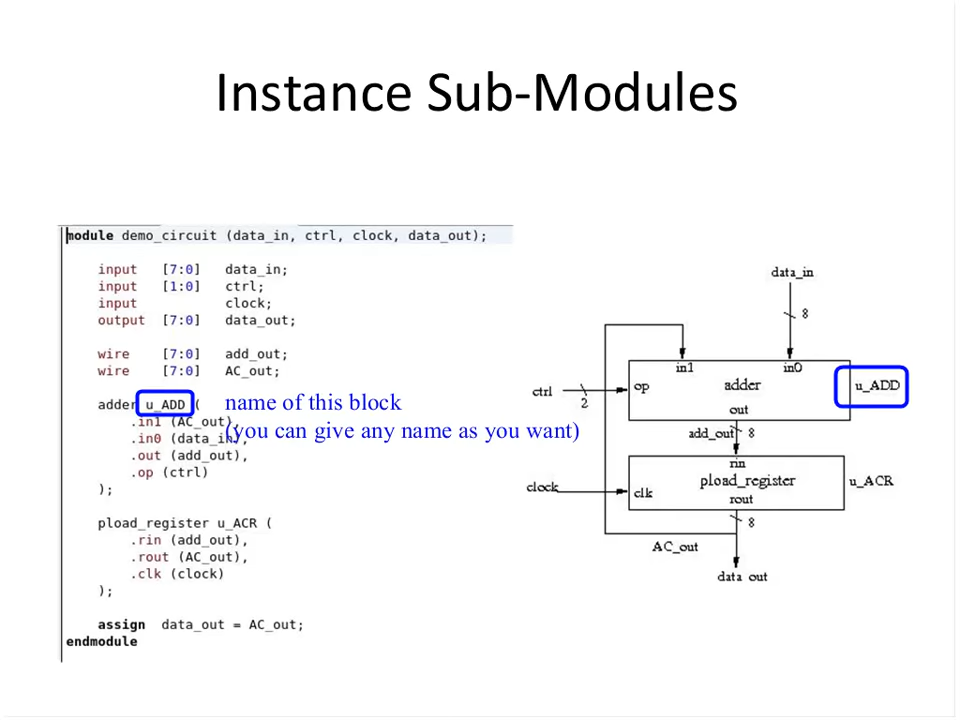 Instance Sub-Modules
module demo_circuit (data_in, ctrl, clock, data_out);
input [7:0] data_in;
input [1:0] ctrl;
input clock;
output [7:0] data_out;
wire [7:0] add_out;
wire [7:0] AC_out;
adder u_ADD (
name of this block
.in1 (AC_out),
(you can give any name as you want)
.in0 (data_in),
.out (add_out),
.op (ctrl)
);
pload_register u_ACR (
.rin (add_out),
.rout (AC_out),
.clk (clock)
);
assign data_out = AC_out;
endmodule
data_in
8
in1 in0
ctrl
2
op adder u_ADD
out
add_out 8
rin
clock
clk pload_register u_ACR
rout
8
AC_out
data out